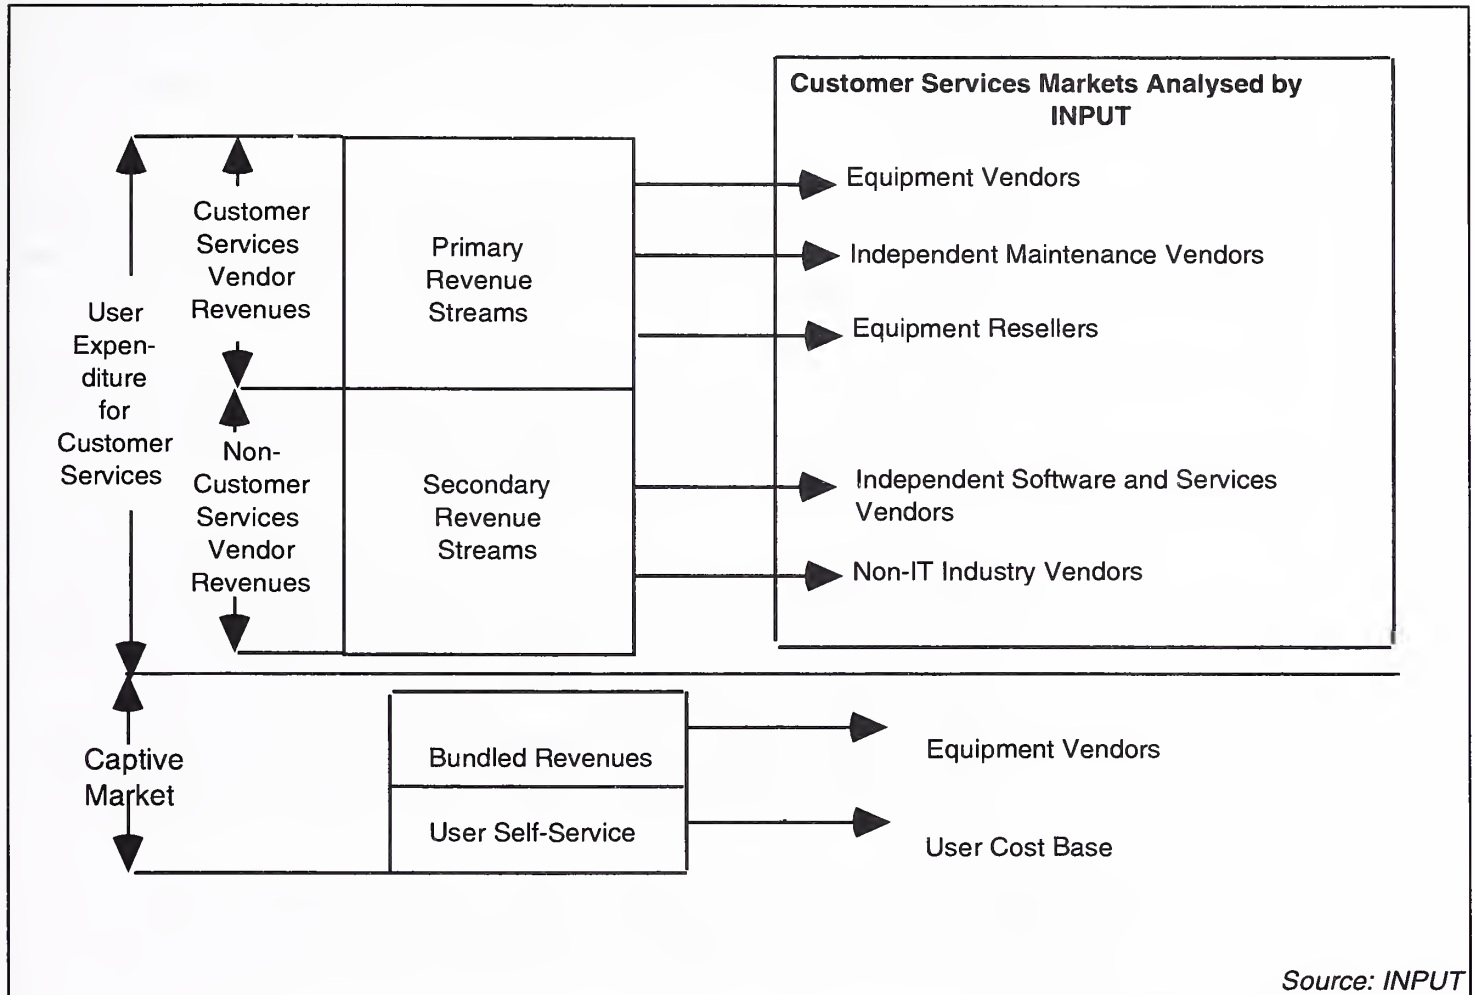 Customer Services Markets Analysed by
INPUT
User
Expen-
diture
for
Customer
Services
Customer
Services
Vendor
Revenues
Non-
Customer
Services
Vendor
Revenues
Primary
Revenue
Streams
Secondary
Revenue
Streams
Equipment Vendors
Independent Maintenance Vendors
Equipment Resellers
Independent Software and Services
Vendors
Non-IT Industry Vendors
Captive
Market
Bundled Revenues
User Self-Service
Equipment Vendors
User Cost Base
Source: INPUT